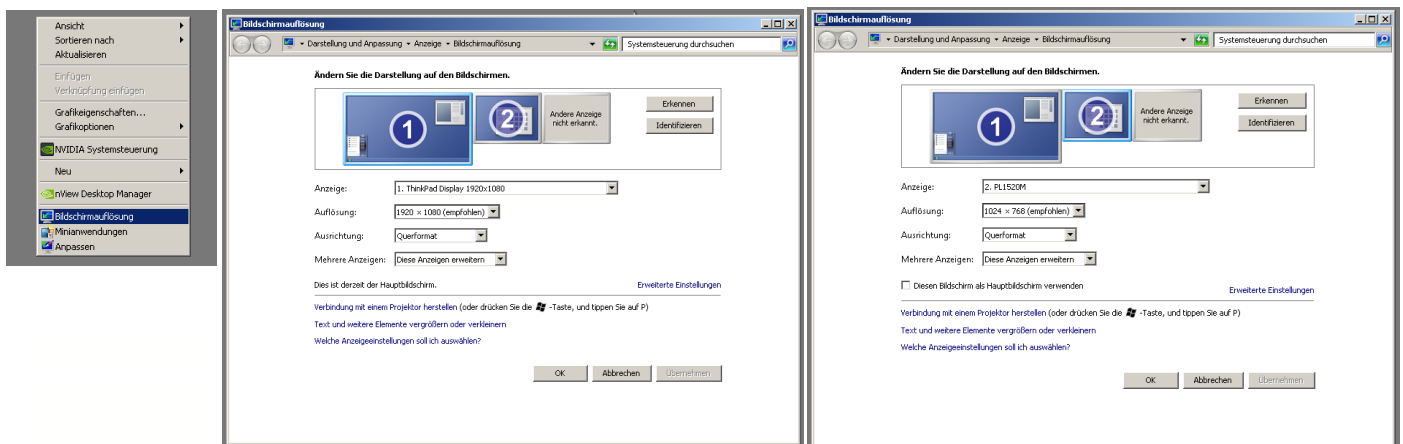 Ansicht
Sortieren nach
Aktualisieren
Einfügen
Verknüpfung einfügen
Grafikeigenschaften...
Grafikoptionen
NVIDIA Systemsteuerung
Neu
nView Desktop Manager
Bildschirmauflösung
Minianwendungen
Anpassen
Bildschirmauflösung
Darstellung und Anpassung Anzeige Bildschirmauflösung Systemsteuerung durchsuchen
Ändern Sie die Darstellung auf den Bildschirmen.
1 2 Andere Anzeige
nicht erkannt.
Erkennen
Identifizieren
Anzeige: 1. ThinkPad Display 1920x1080
Auflösung: 1920 × 1080 (empfohlen)
Ausrichtung: Querformat
Mehrere Anzeigen: Diese Anzeigen erweitern
Dies ist derzeit der Hauptbildschirm. Erweiterte Einstellungen
Verbindung mit einem Projektor herstellen (oder drücken Sie die -Taste, und tippen Sie auf P)
Text und weitere Elemente vergrößern oder verkleinern
Welche Anzeigeeinstellungen soll ich auswählen?
OK Abbrechen Übernehmen
Bildschirmauflösung
Darstellung und Anpassung Anzeige Bildschirmauflösung Systemsteuerung durchsuchen
Ändern Sie die Darstellung auf den Bildschirmen.
1 2 Andere Anzeige
nicht erkannt.
Erkennen
Identifizieren
Anzeige: 2. PL1520M
Auflösung: 1024 × 768 (empfohlen)
Ausrichtung: Querformat
Mehrere Anzeigen: Diese Anzeigen erweitern
Diesen Bildschirm als Hauptbildschirm verwenden Erweiterte Einstellungen
Verbindung mit einem Projektor herstellen (oder drücken Sie die -Taste, und tippen Sie auf P)
Text und weitere Elemente vergrößern oder verkleinern
Welche Anzeigeeinstellungen soll ich auswählen?
OK Abbrechen Übernehmen